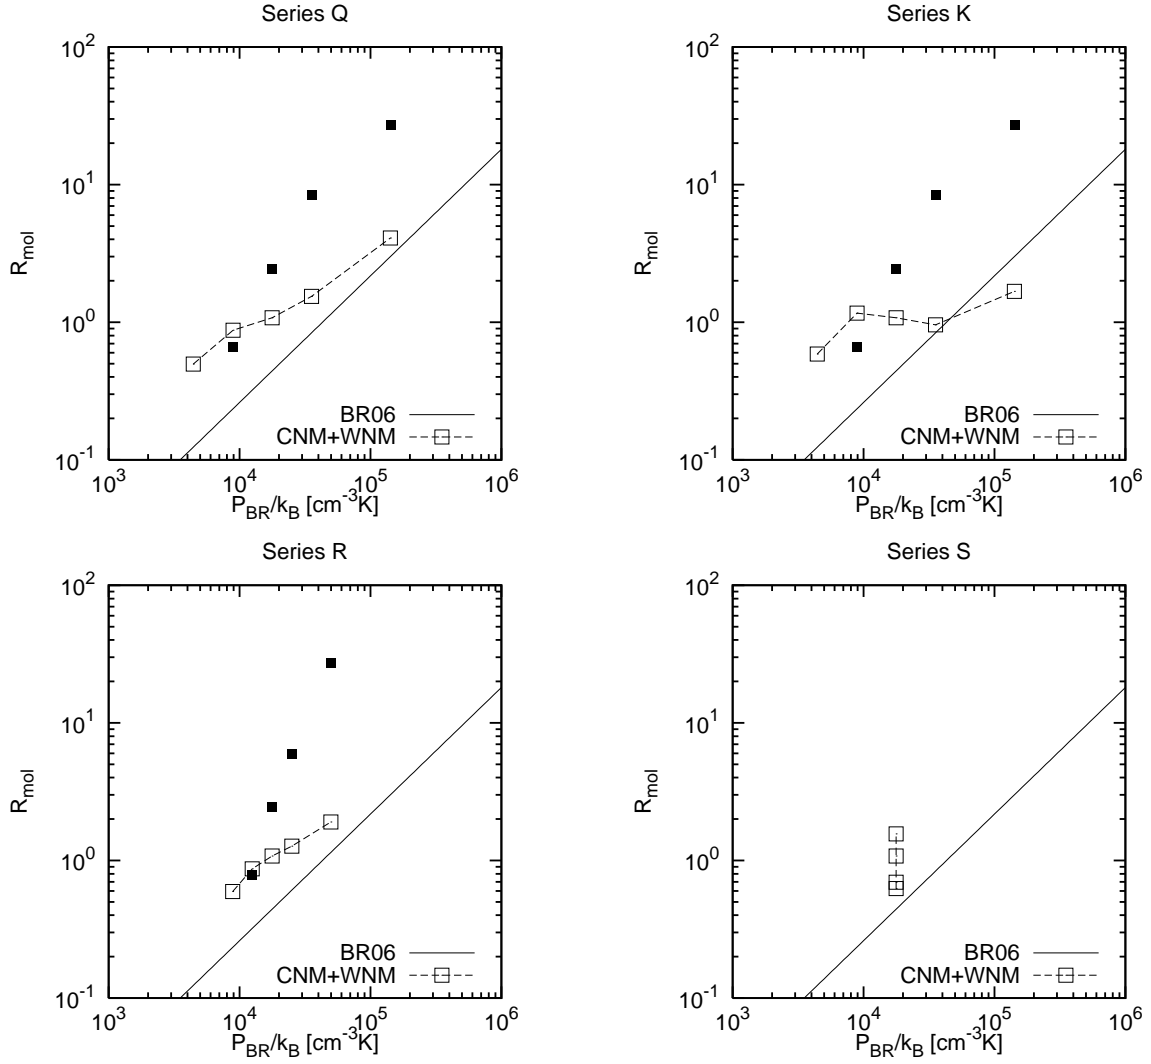 Series Q
10^2
10^1
10^0
10^-1
R_mol
BR06
CNM+WNM
10^3 10^4 10^5 10^6
P_BR/k_B [cm^-3K]
Series K
10^2
10^1
10^0
10^-1
R_mol
BR06
CNM+WNM
10^3 10^4 10^5 10^6
P_BR/k_B [cm^-3K]
Series R
10^2
10^1
10^0
10^-1
R_mol
BR06
CNM+WNM
10^3 10^4 10^5 10^6
P_BR/k_B [cm^-3K]
Series S
10^2
10^1
10^0
10^-1
R_mol
BR06
CNM+WNM
10^3 10^4 10^5 10^6
P_BR/k_B [cm^-3K]